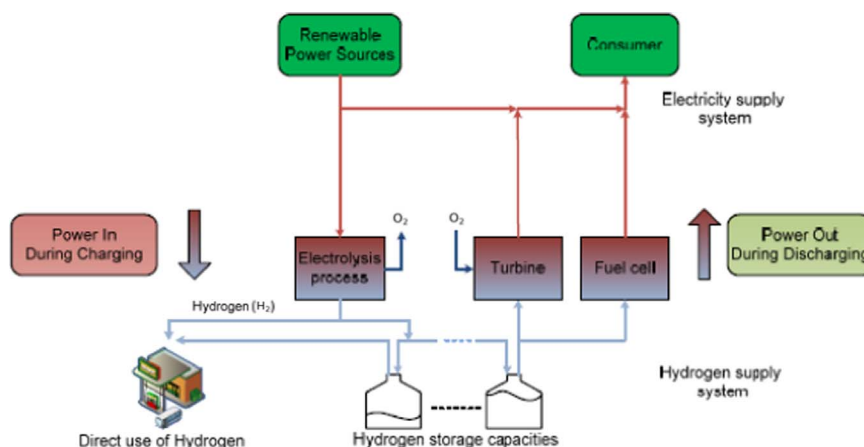 Renewable
Power Sources
Consumer
Electricity supply
system
Power In
During Charging
O2
O2
Electrolysis
process
Turbine
Fuel cell
Power Out
During Discharging
Hydrogen (H2)
Hydrogen supply
system
Direct use of Hydrogen
Hydrogen storage capacities